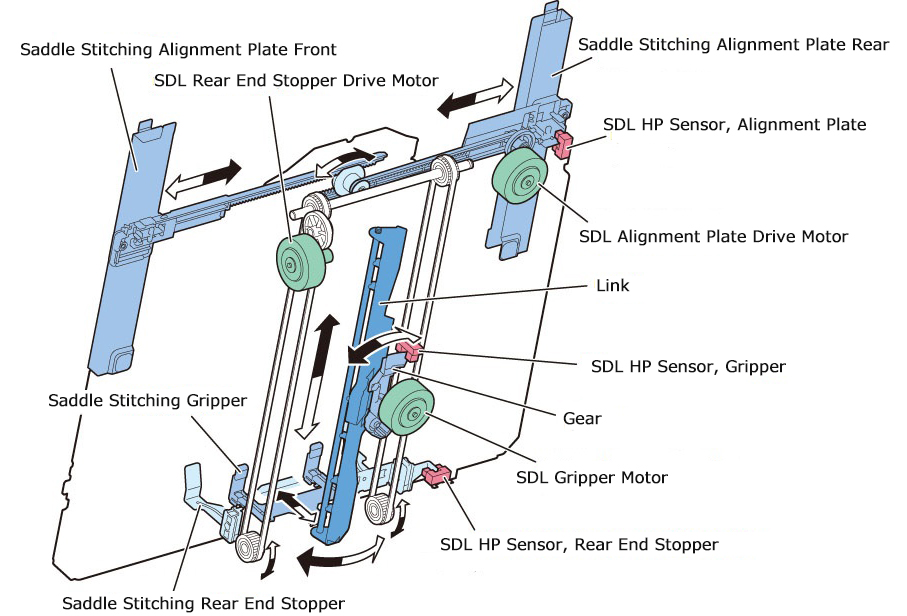 Saddle Stitching Alignment Plate Front
Saddle Stitching Alignment Plate Rear
SDL Rear End Stopper Drive Motor
SDL HP Sensor, Alignment Plate
SDL Alignment Plate Drive Motor
Link
SDL HP Sensor, Gripper
Saddle Stitching Gripper
Gear
SDL Gripper Motor
SDL HP Sensor, Rear End Stopper
Saddle Stitching Rear End Stopper